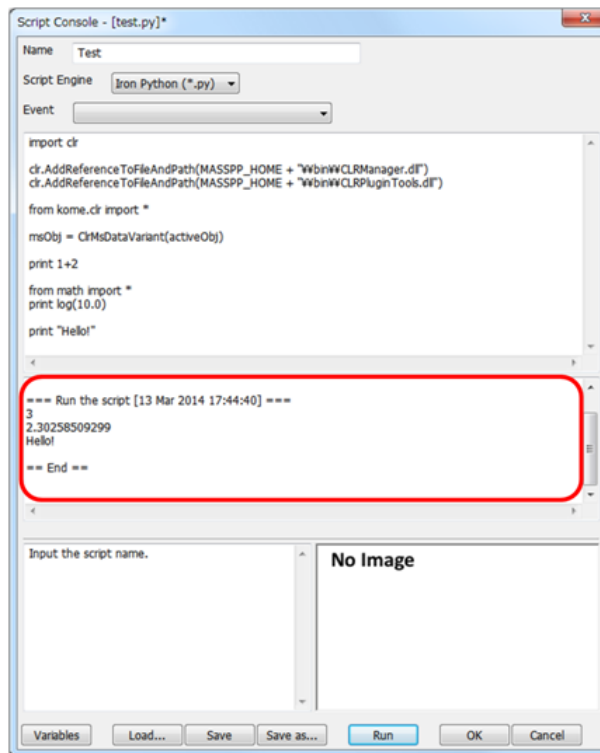 Script Console - [test.py]*
Name Test
Script Engine Iron Python (*.py)
Event
import clr
clr.AddReferenceToFileAndPath(MASSPP_HOME + "¥¥bin¥¥CLRManager.dll")
clr.AddReferenceToFileAndPath(MASSPP_HOME + "¥¥bin¥¥CLRPluginTools.dll")
from kome.clr import *
msObj = ClrMsDataVariant(activeObj)
print 1+2
from math import *
print log(10.0)
print "Hello!"
=== Run the script [13 Mar 2014 17:44:40] ===
3
2.30258509299
Hello!
== End ==
Input the script name.
No Image
Variables Load... Save Save as... Run OK Cancel